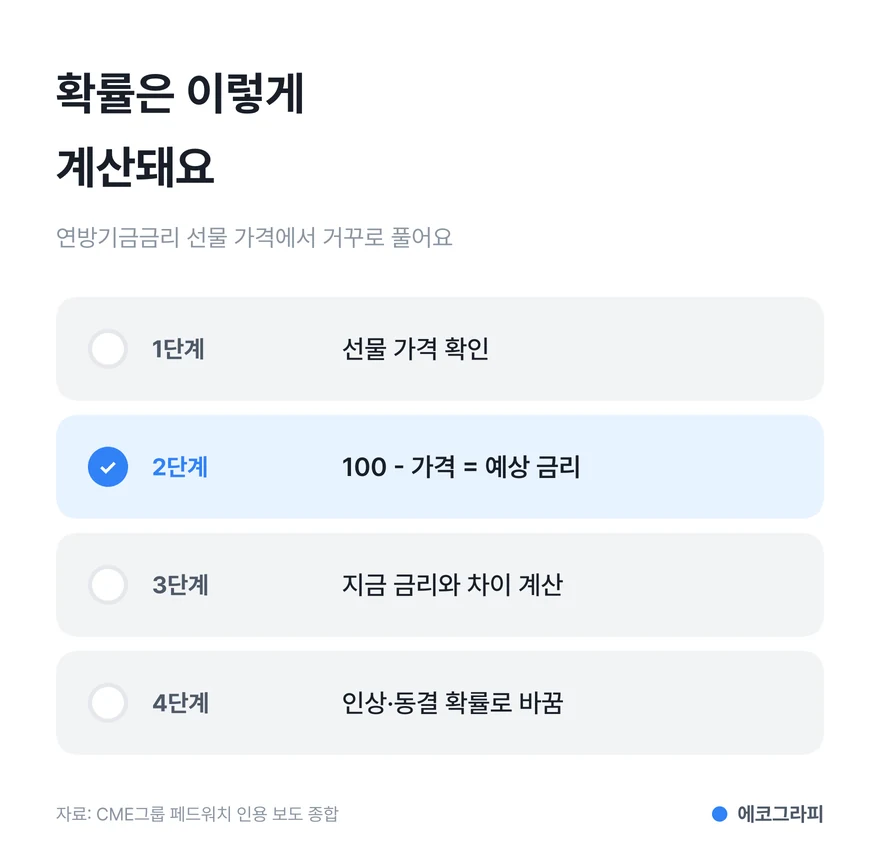 확률은 이렇게
계산돼요
연방기금금리 선물 가격에서 거꾸로 풀어요
1단계 선물 가격 확인
2단계 100 - 가격 = 예상 금리
3단계 지금 금리와 차이 계산
4단계 인상·동결 확률로 바꿈
자료: CME그룹 페드워치 인용 보도 종합
에코그라피